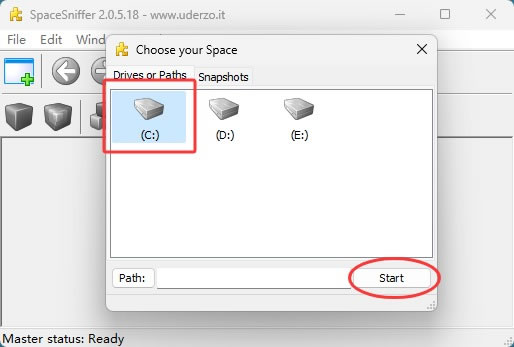 SpaceSniffer 2.0.5.18 - www.uderzo.it
File Edit Wind
Choose your Space
Drives or Paths Snapshots
(C:) (D:) (E:)
Path: Start
Master status: Ready